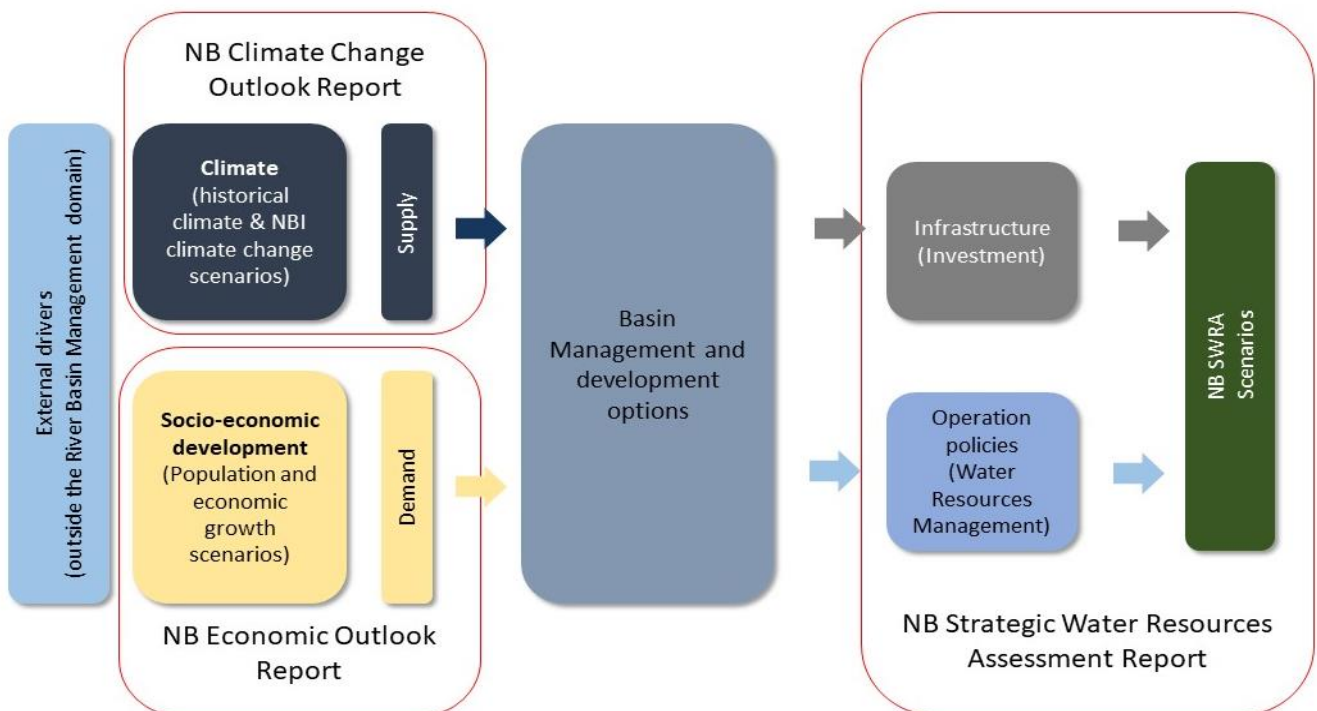 NB Climate Change
Outlook Report
External drivers
(outside the River Basin Management domain)
Climate
(historical
climate & NBI
climate change
scenarios)
Supply
Socio-economic
development
(Population and
economic
growth
scenarios)
Demand
NB Economic Outlook
Report
Basin
Management and
development
options
Infrastructure
(Investment)
Operation
policies
(Water
Resources
Management)
NB SWRA
Scenarios
NB Strategic Water Resources
Assessment Report